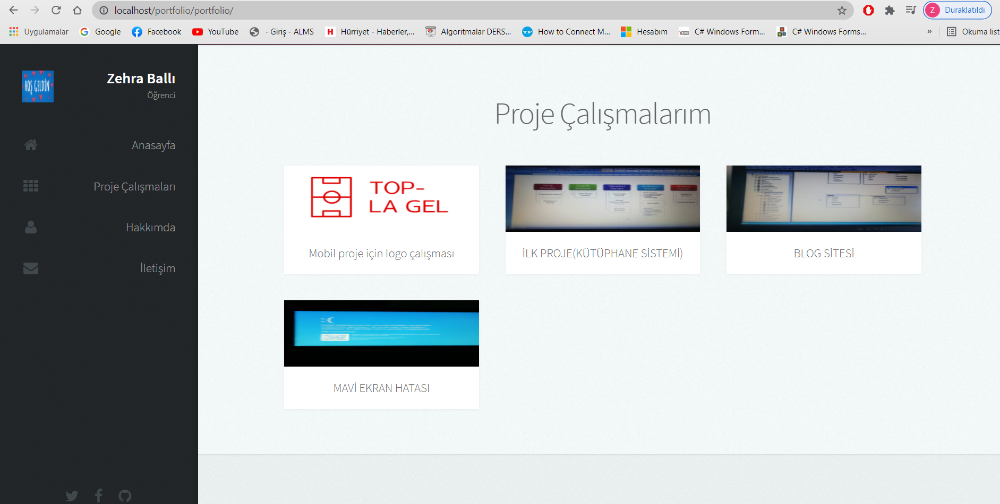 localhost/portfolio/portfolio/
Z Duraklatıldı
Uygulamalar Google Facebook YouTube - Giriş - ALMS Hürriyet - Haberler,... Algoritmalar DERS... How to Connect M... Hesabım C# Windows Form... C# Windows Forms... » Okuma list
HOŞ GELDİN
Zehra Ballı
Öğrenci
Anasayfa
Proje Çalışmaları
Hakkımda
İletişim
Proje Çalışmalarım
TOP-
LA GEL
Mobil proje için logo çalışması
İLK PROJE(KÜTÜPHANE SİSTEMİ)
BLOG SİTESİ
:-(
MAVİ EKRAN HATASI